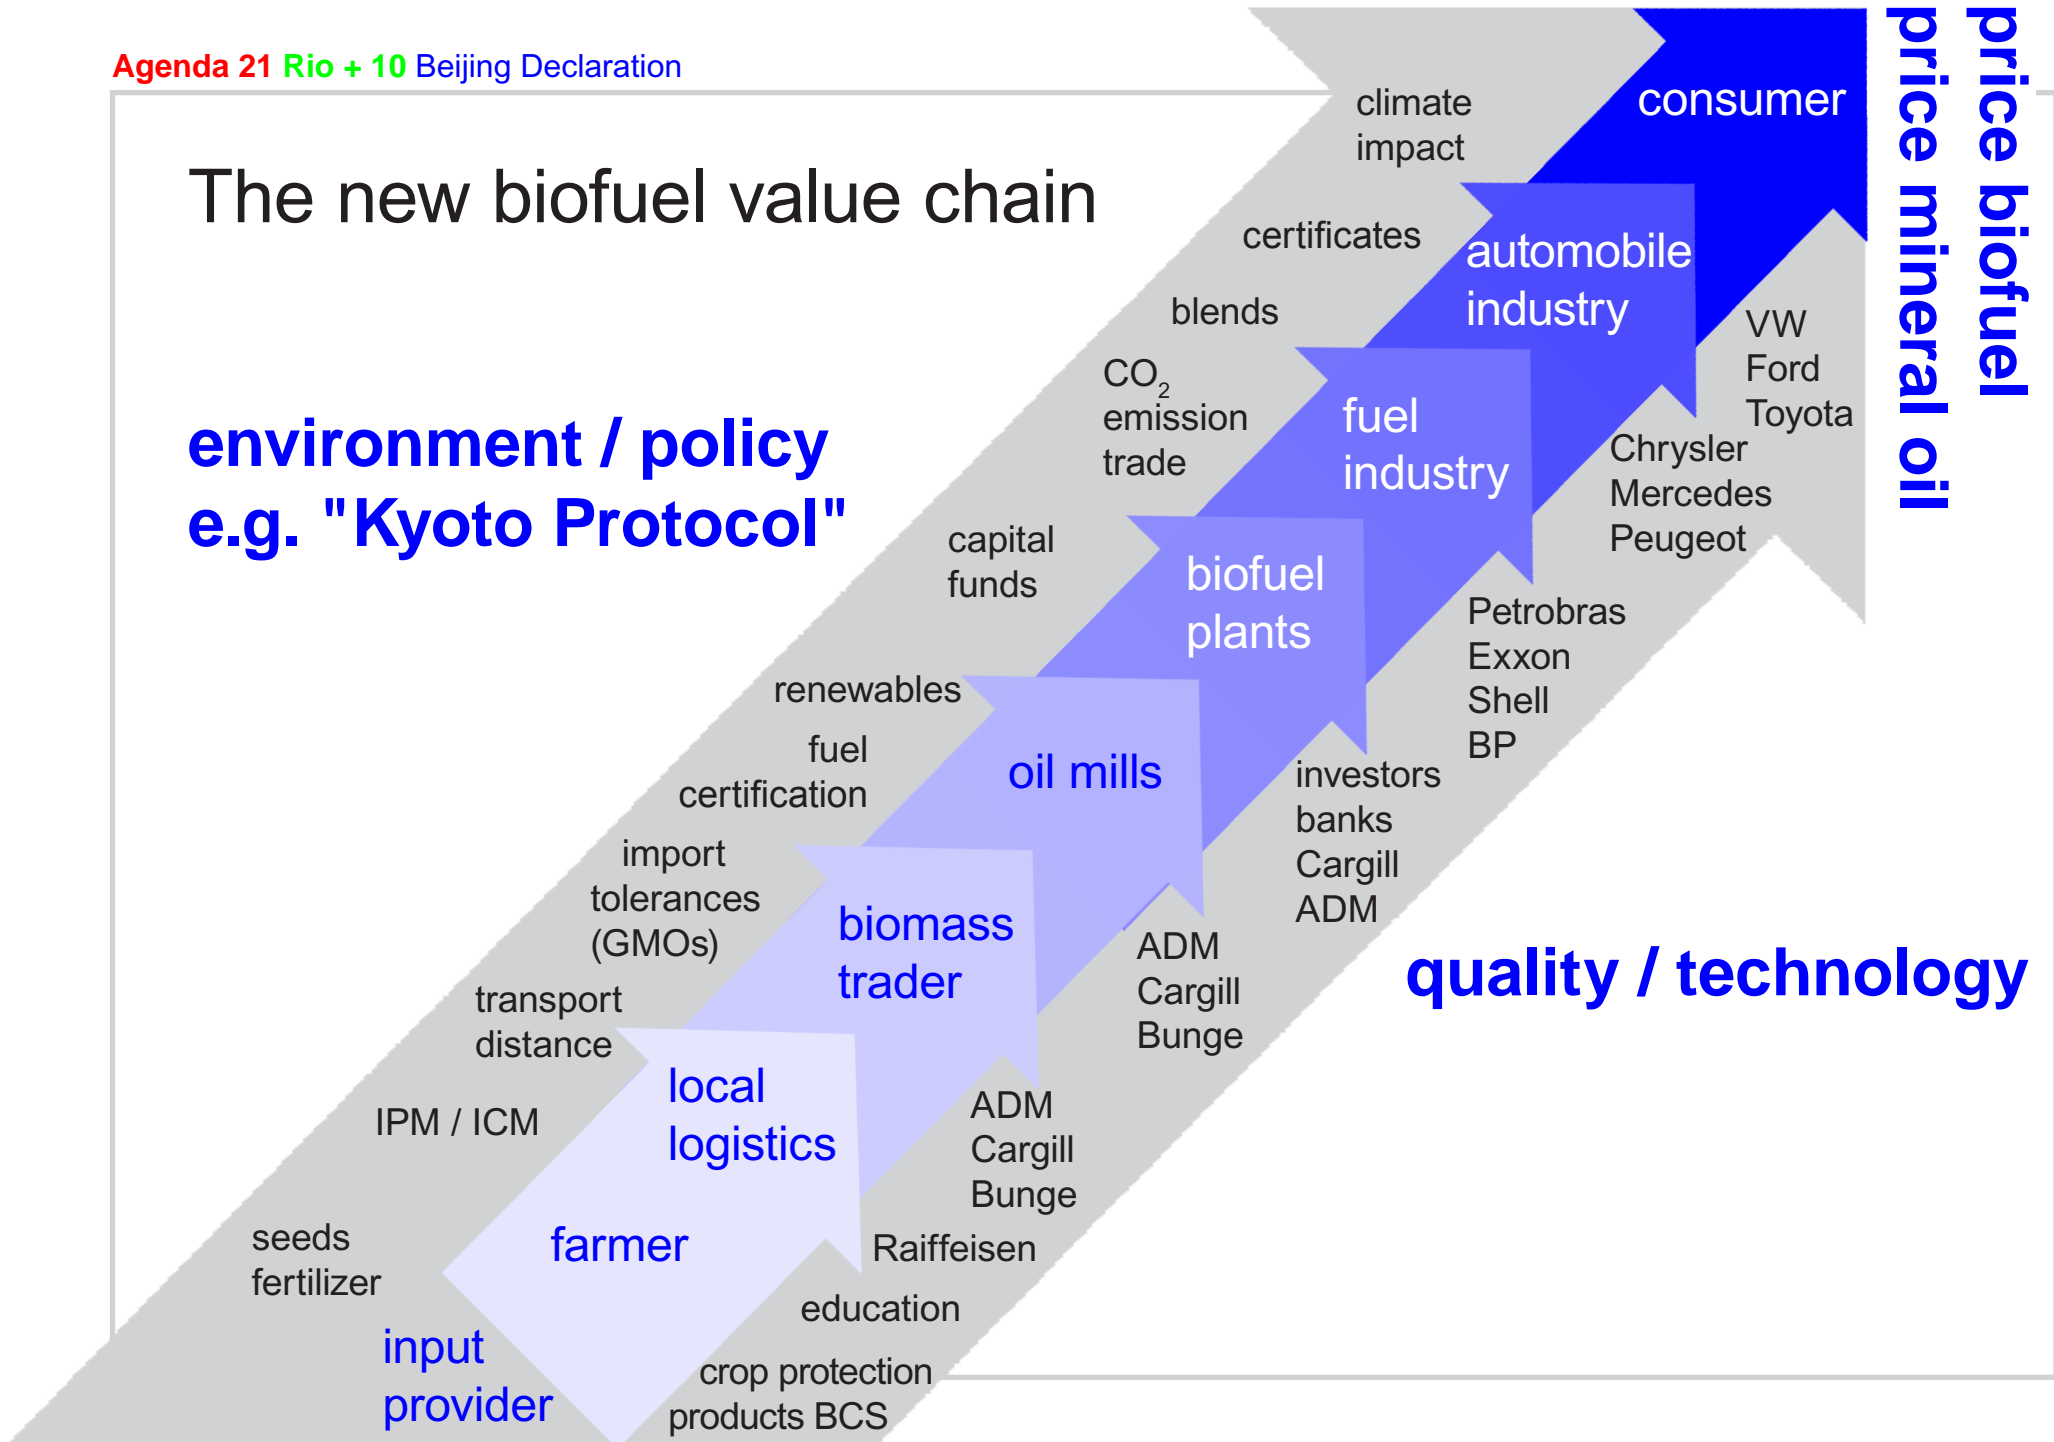 Agenda 21 Rio + 10 Beijing Declaration
The new biofuel value chain
environment / policy
e.g. "Kyoto Protocol"
quality / technology
price biofuel
price mineral oil
climate
impact
certificates
blends
CO₂
emission
trade
capital
funds
renewables
fuel
certification
import
tolerances
(GMOs)
transport
distance
IPM / ICM
seeds
fertilizer
consumer
automobile
industry
fuel
industry
biofuel
plants
oil mills
biomass
trader
local
logistics
farmer
input
provider
VW
Ford
Toyota
Chrysler
Mercedes
Peugeot
Petrobras
Exxon
Shell
BP
investors
banks
Cargill
ADM
ADM
Cargill
Bunge
ADM
Cargill
Bunge
Raiffeisen
education
crop protection
products BCS